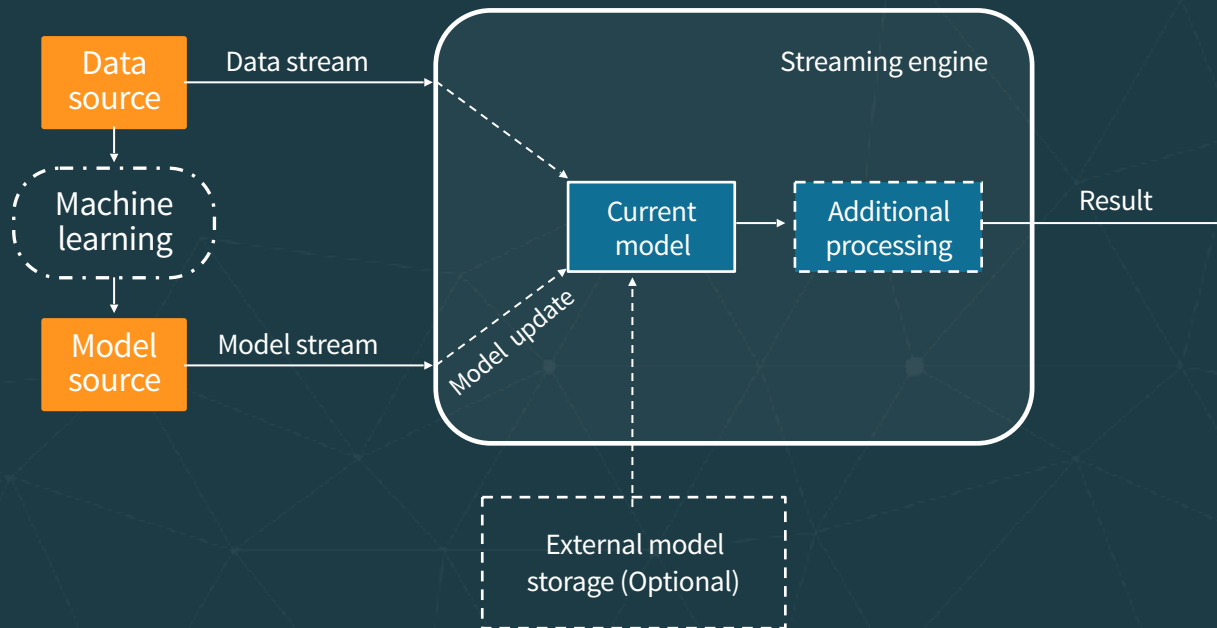 Data
source
Data stream
Streaming engine
Machine
learning
Current
model
Additional
processing
Result
Model update
Model
source
Model stream
External model
storage (Optional)